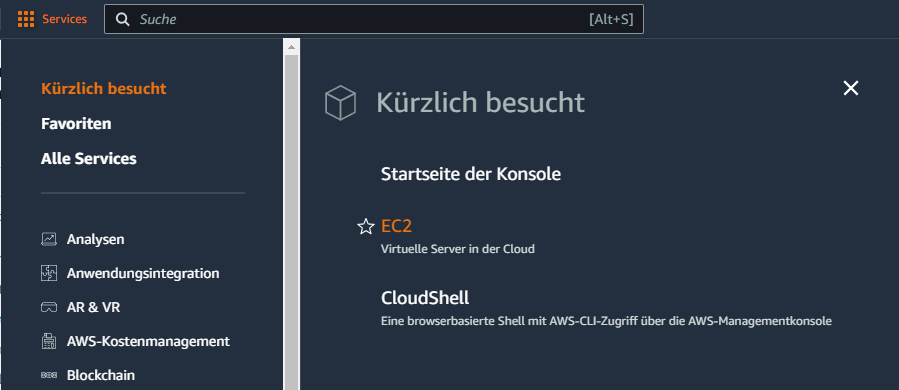 Services
Suche
[Alt+S]
Kürzlich besucht
Favoriten
Alle Services
Analysen
Anwendungsintegration
AR & VR
AWS-Kostenmanagement
Blockchain
Kürzlich besucht
Startseite der Konsole
EC2
Virtuelle Server in der Cloud
CloudShell
Eine browserbasierte Shell mit AWS-CLI-Zugriff über die AWS-Managementkonsole